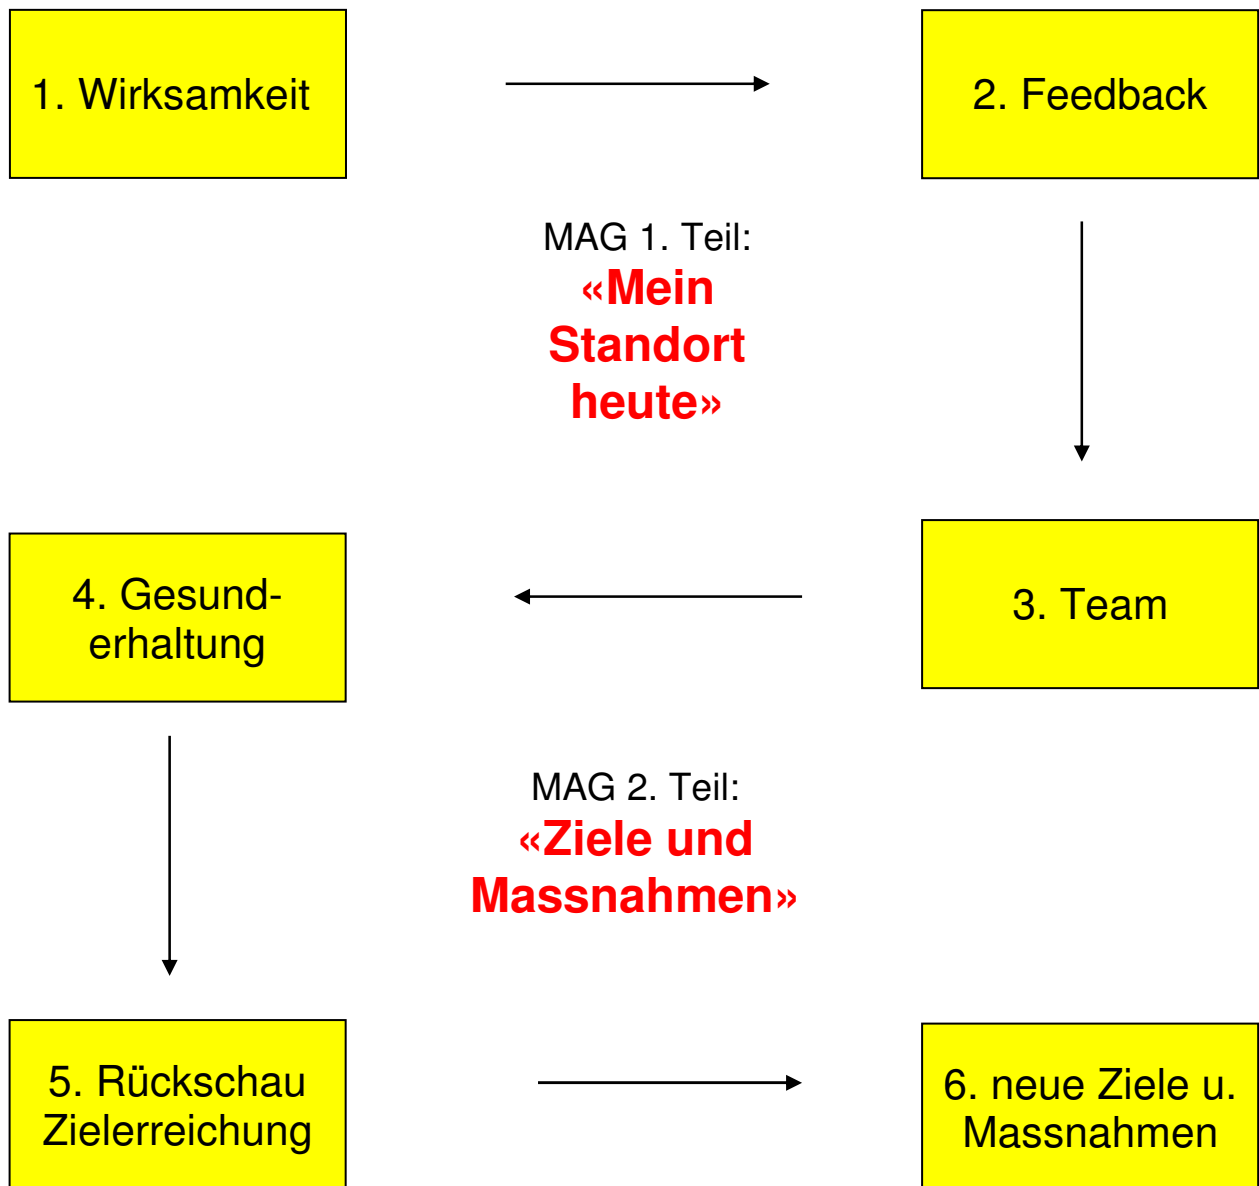 1. Wirksamkeit
2. Feedback
MAG 1. Teil:
«Mein
Standort
heute»
3. Team
4. Gesund-
erhaltung
MAG 2. Teil:
«Ziele und
Massnahmen»
5. Rückschau
Zielerreichung
6. neue Ziele u.
Massnahmen